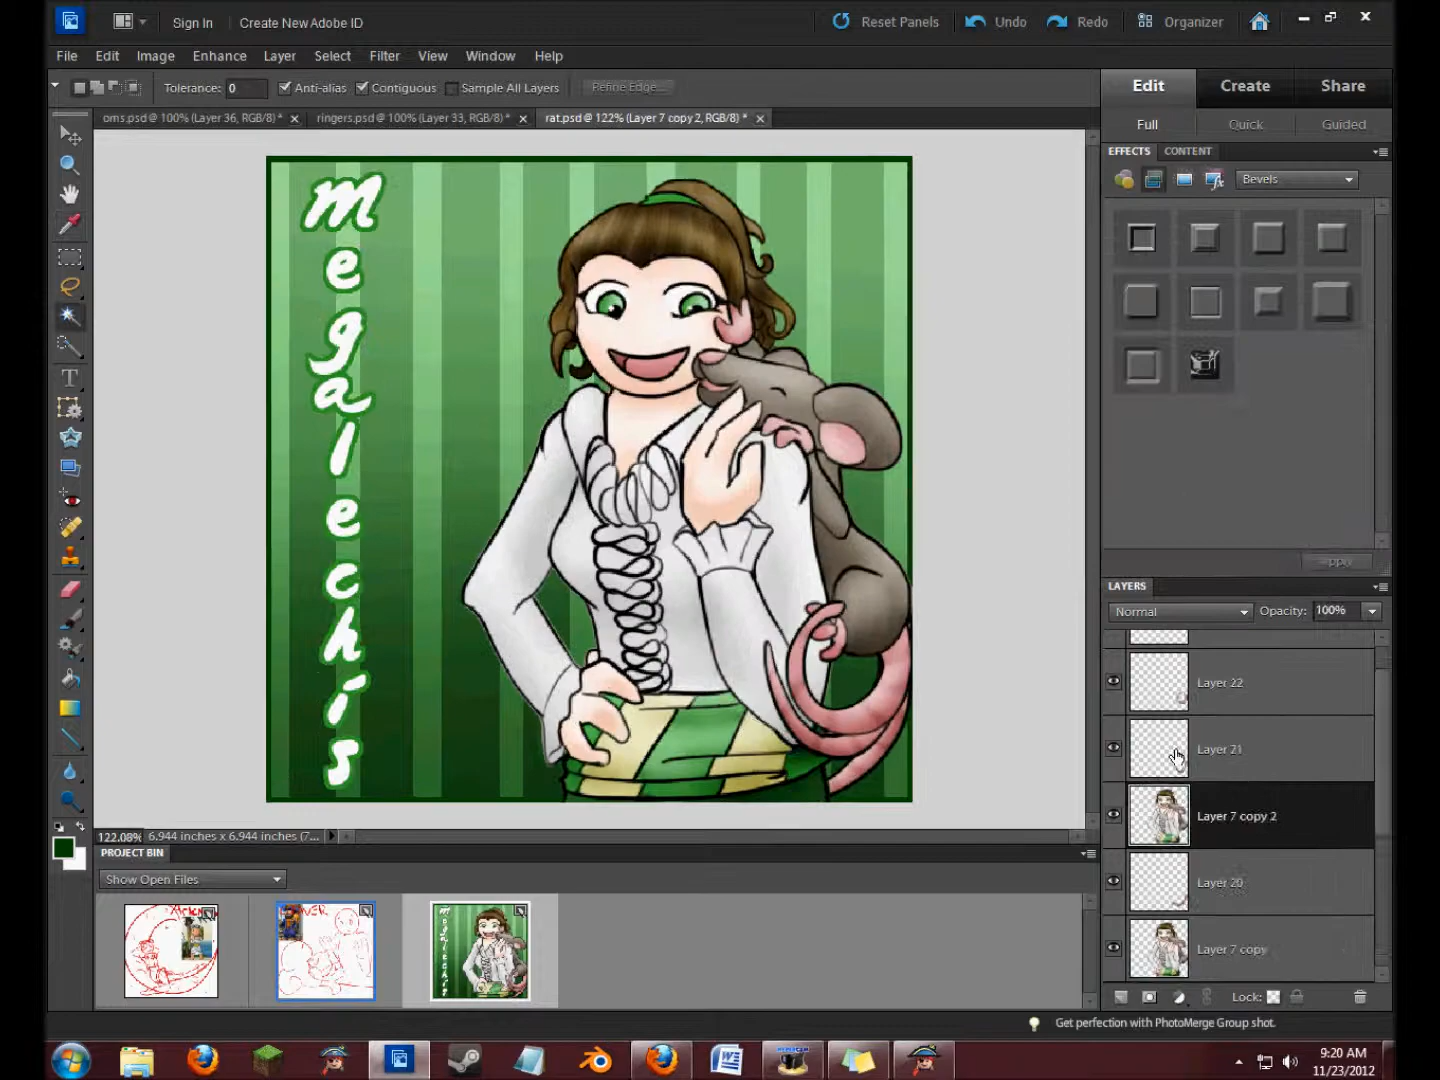 Sign In Create New Adobe ID Reset Panels Undo Redo Organizer
File Edit Image Enhance Layer Select Filter View Window Help
Tolerance: 0 Anti-alias Contiguous Sample All Layers Refine Edge...
Edit Create Share
oms.psd @ 100% (Layer 36, RGB/8) * ringers.psd @ 100% (Layer 33, RGB/8) * rat.psd @ 122% (Layer 7 copy 2, RGB/8) *
Full Quick Guided
EFFECTS CONTENT
Bevels
m
e
g
a
l
e
c
h
i
s
Apply
LAYERS
Normal Opacity: 100%
Layer 22
Layer 21
Layer 7 copy 2
Layer 20
Layer 7 copy
122.08% 6.944 inches x 6.944 inches (7...
PROJECT BIN
Show Open Files
Lock:
Get perfection with PhotoMerge Group shot.
9:20 AM
11/23/2012